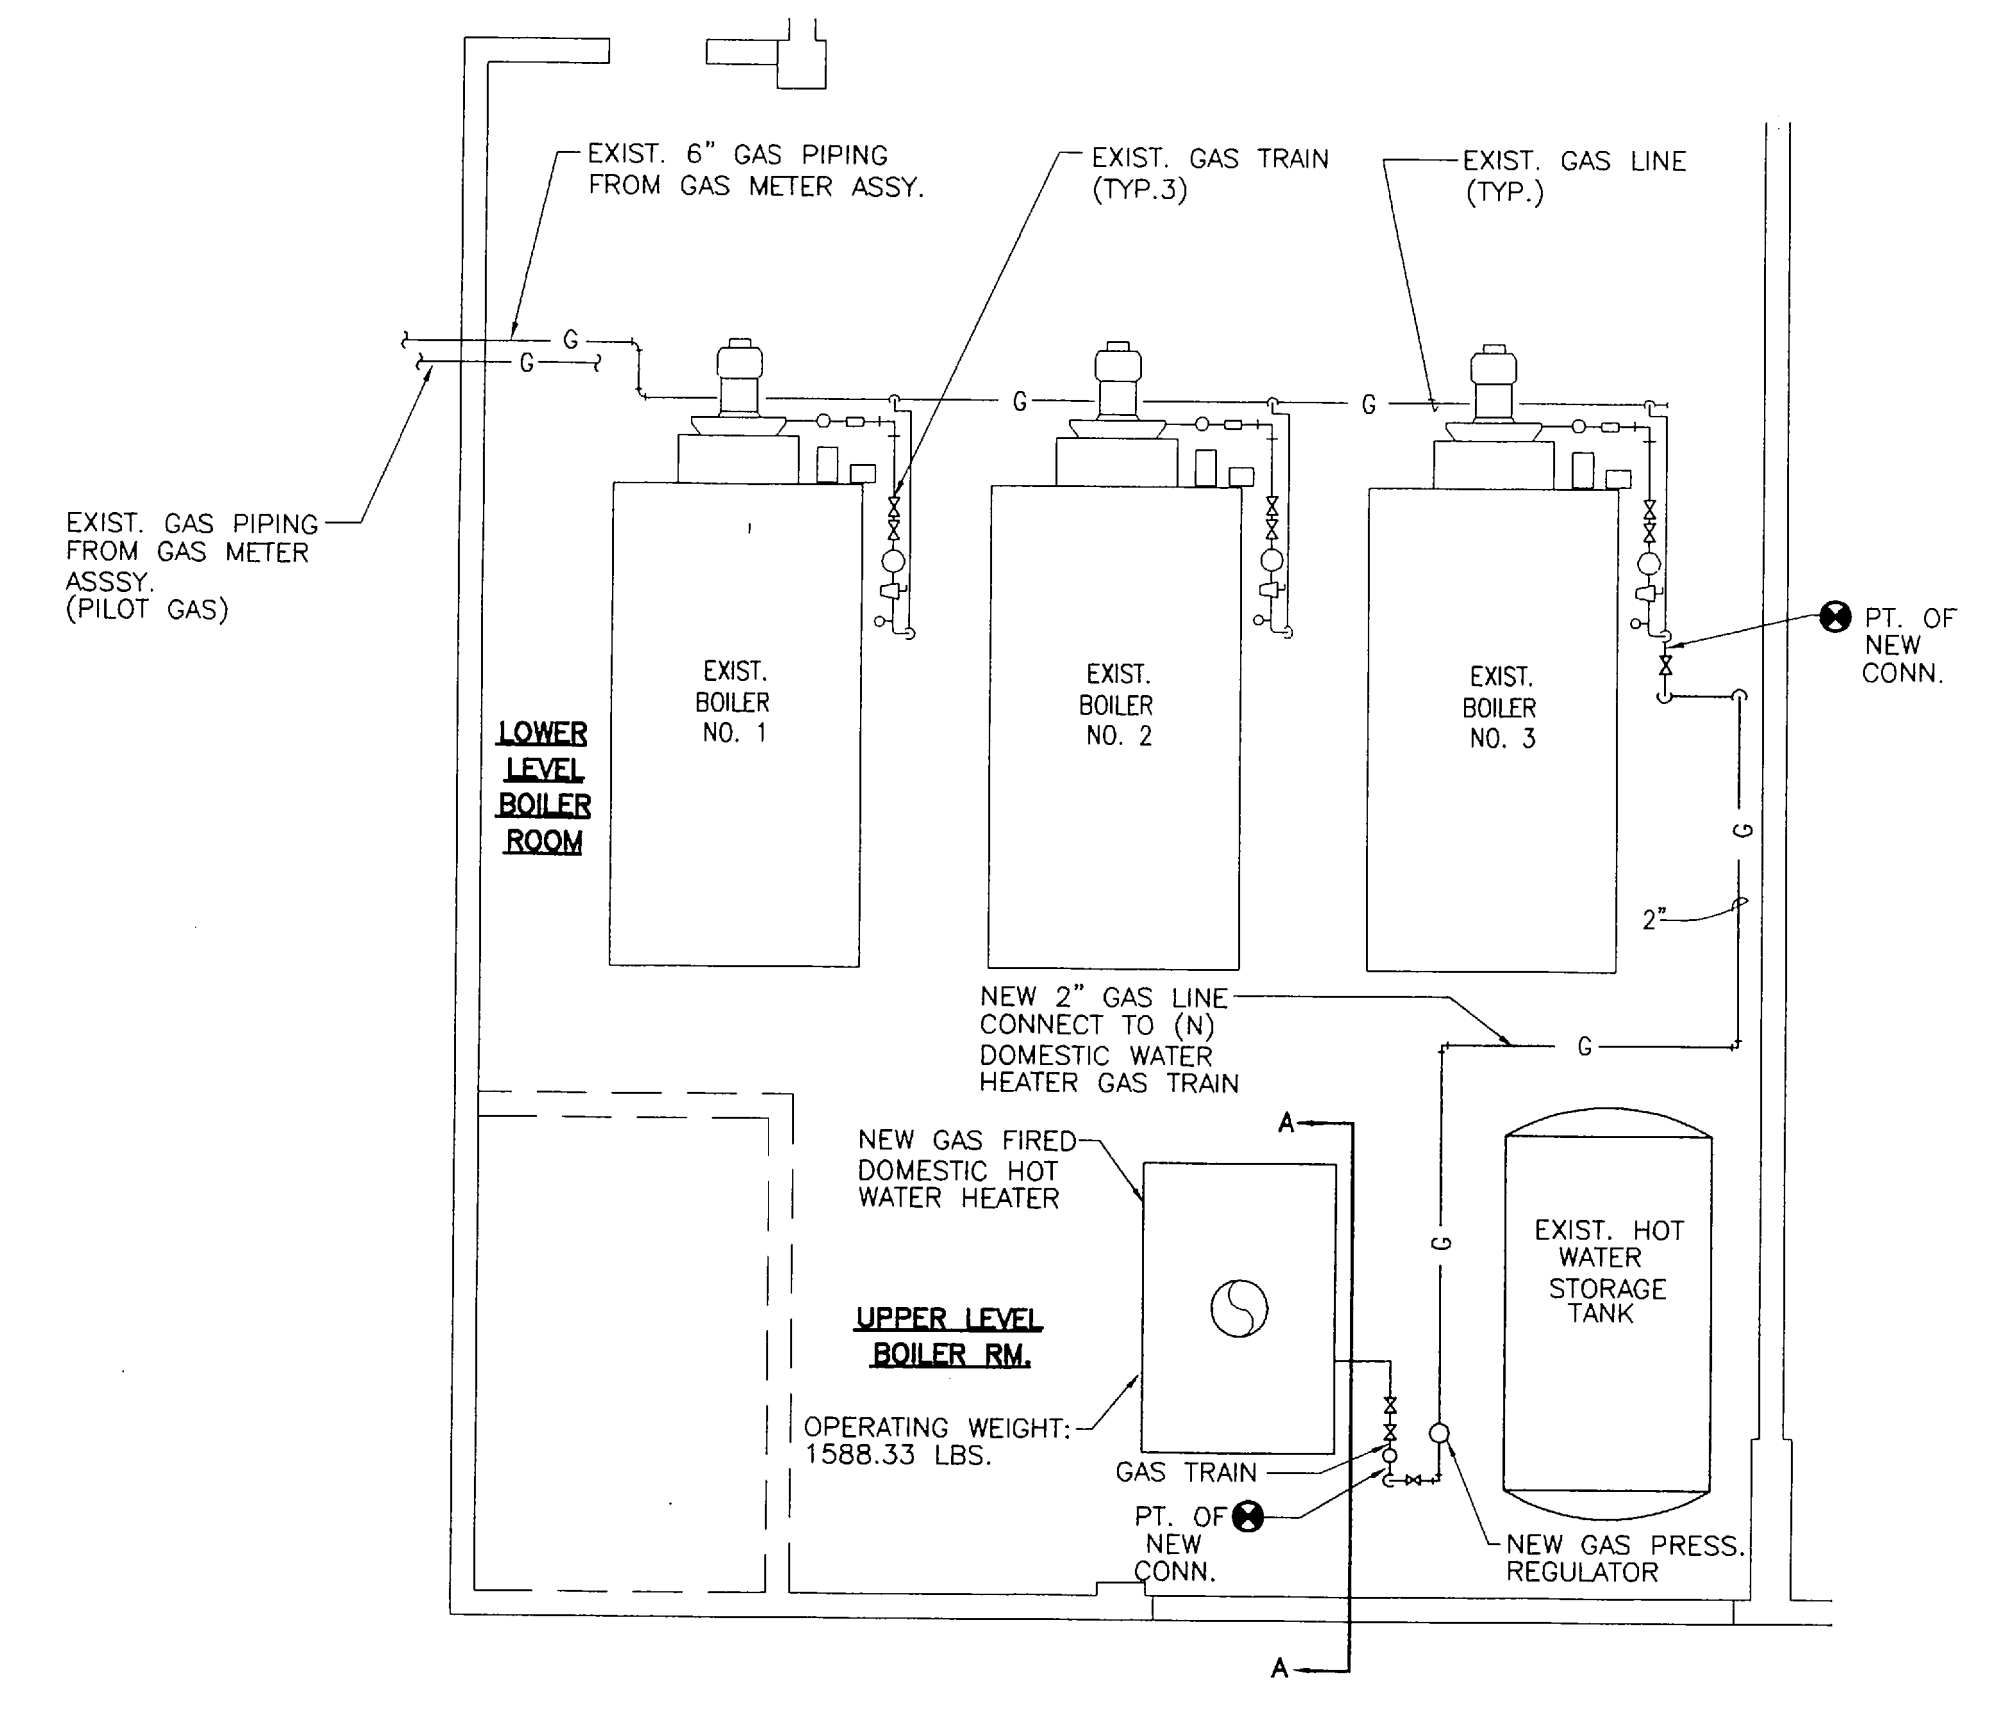 EXIST. 6" GAS PIPING
FROM GAS METER ASSY.
EXIST. GAS TRAIN
(TYP.3)
EXIST. GAS LINE
(TYP.)
G
G
G
G
EXIST. GAS PIPING
FROM GAS METER
ASSSY.
(PILOT GAS)
PT. OF
NEW
CONN.
EXIST.
BOILER
NO. 1
EXIST.
BOILER
NO. 2
EXIST.
BOILER
NO. 3
LOWER
LEVEL
BOILER
ROOM
G
2"
NEW 2" GAS LINE
CONNECT TO (N)
DOMESTIC WATER
HEATER GAS TRAIN
G
A
NEW GAS FIRED
DOMESTIC HOT
WATER HEATER
G
EXIST. HOT
WATER
STORAGE
TANK
UPPER LEVEL
BOILER RM.
OPERATING WEIGHT:
1588.33 LBS.
GAS TRAIN
PT. OF
NEW
CONN.
NEW GAS PRESS.
REGULATOR
A